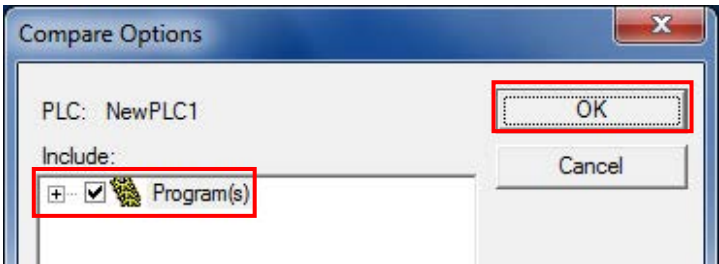 Compare Options
PLC: NewPLC1
OK
Include:
Cancel
Program(s)